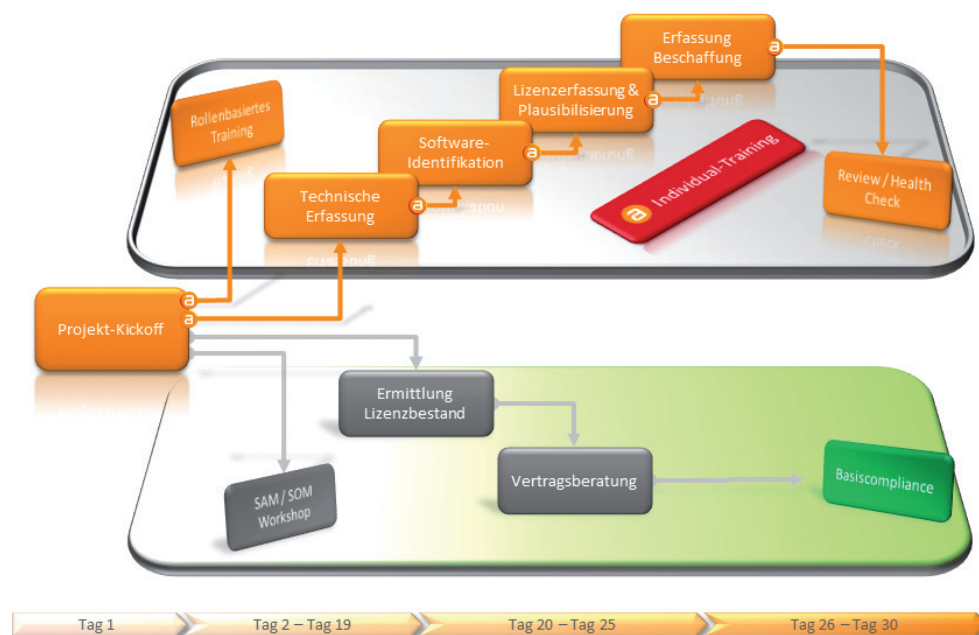 Erfassung
Beschaffung
a
Lizenzerfassung &
Plausibilisierung
a
Rollenbasiertes
Training
Software-
Identifikation
a
Individual-Training
a
Technische
Erfassung
a
Review / Health
Check
Projekt-Kickoff
a
a
Ermittlung
Lizenzbestand
Vertragsberatung
Basiscompliance
SAM / SOM
Workshop
Tag 1
Tag 2 – Tag 19
Tag 20 – Tag 25
Tag 26 – Tag 30